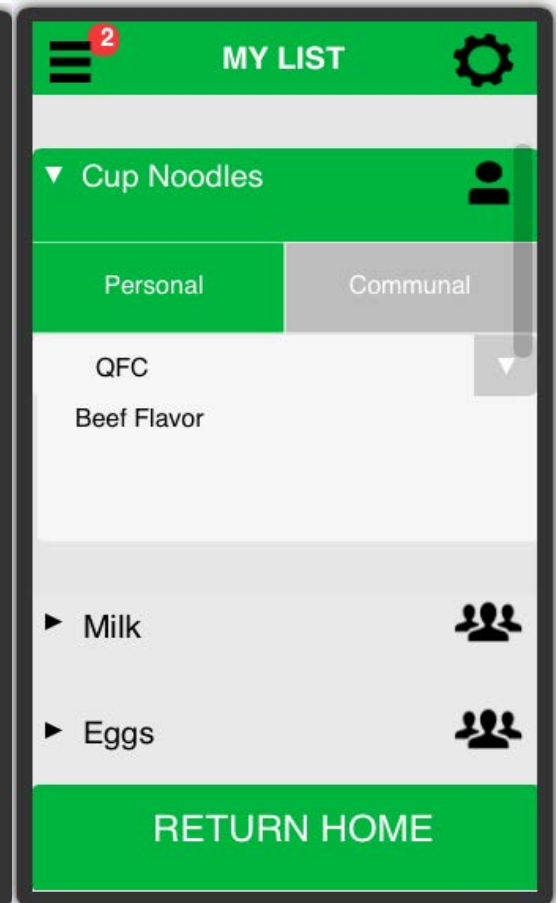 2
MY LIST
Cup Noodles
Personal Communal
QFC
Beef Flavor
Milk
Eggs
RETURN HOME